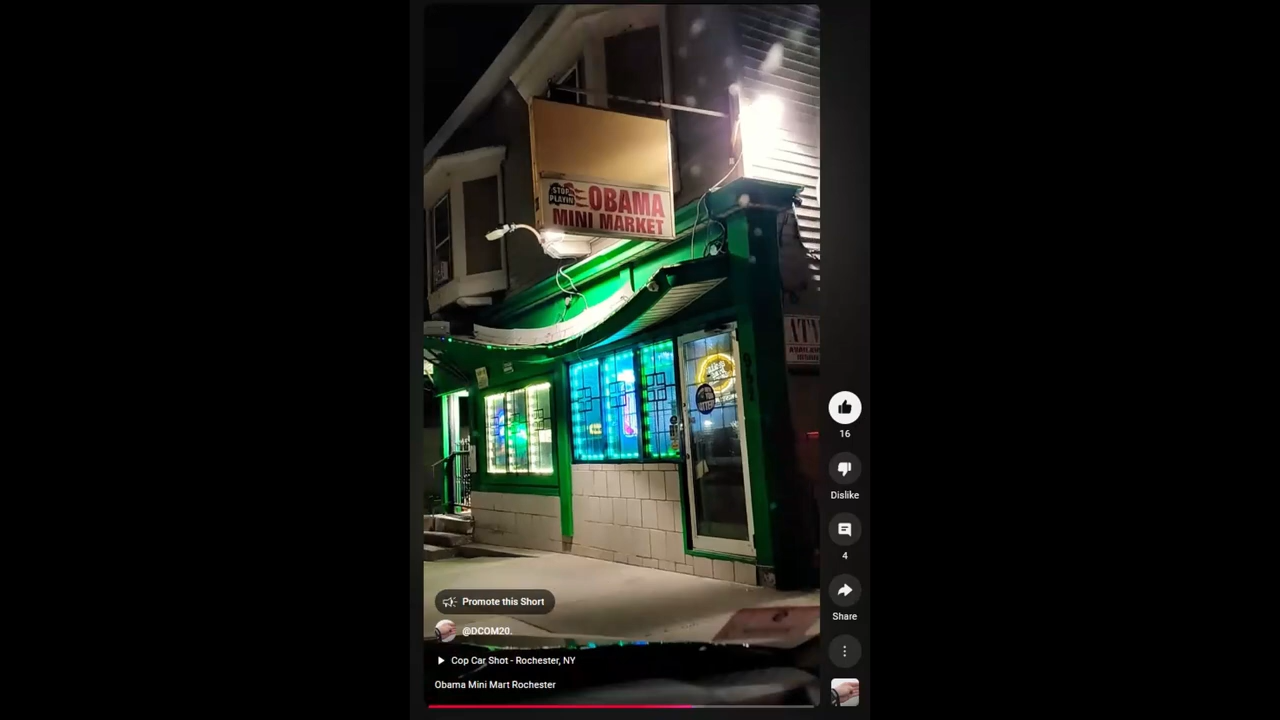 STOP
PLAYIN
OBAMA
MINI MARKET
ATM
16
Dislike
4
Share
Promote this Short
@DCOM20.
Cop Car Shot - Rochester, NY
Obama Mini Mart Rochester